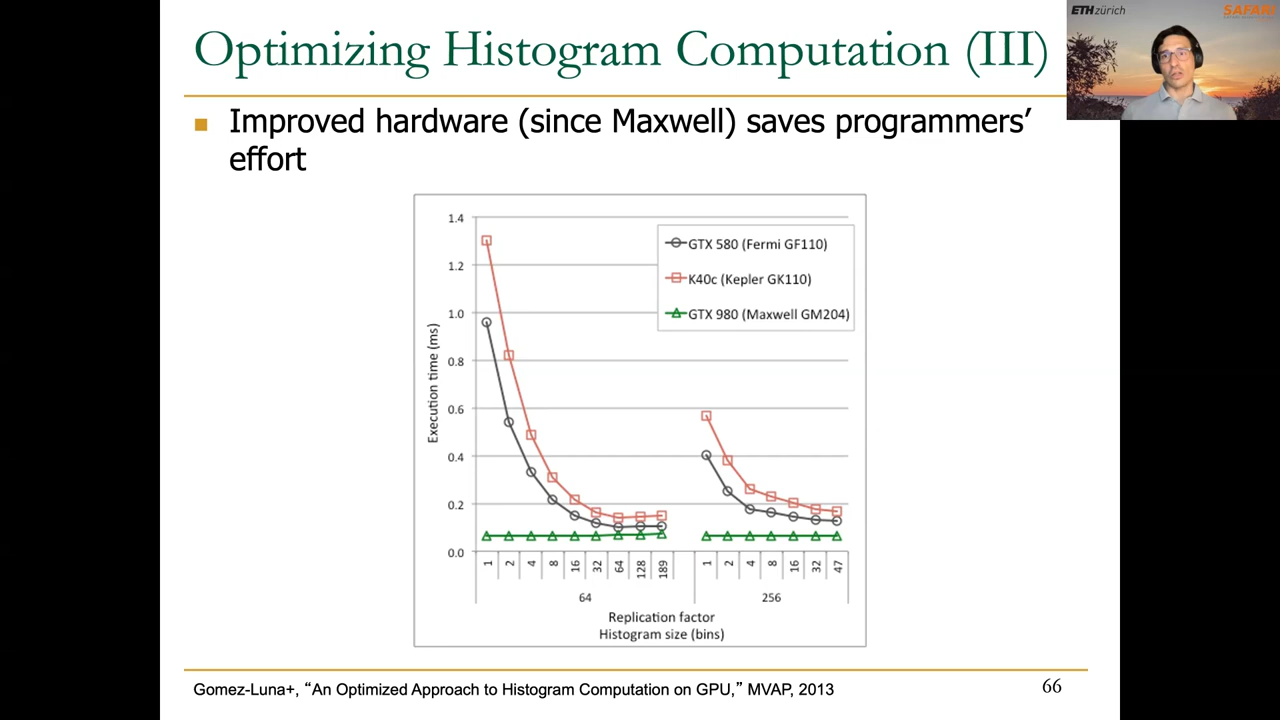 Optimizing Histogram Computation (III)
ETH zürich
SAFARI
Improved hardware (since Maxwell) saves programmers’
effort
1.4
1.2
1.0
0.8
0.6
0.4
0.2
0.0
Execution time (ms)
GTX 580 (Fermi GF110)
K40c (Kepler GK110)
GTX 980 (Maxwell GM204)
1 2 4 8 16 32 64 128 189 1 2 4 8 16 32 47
64 256
Replication factor
Histogram size (bins)
Gomez-Luna+, “An Optimized Approach to Histogram Computation on GPU,” MVAP, 2013
66